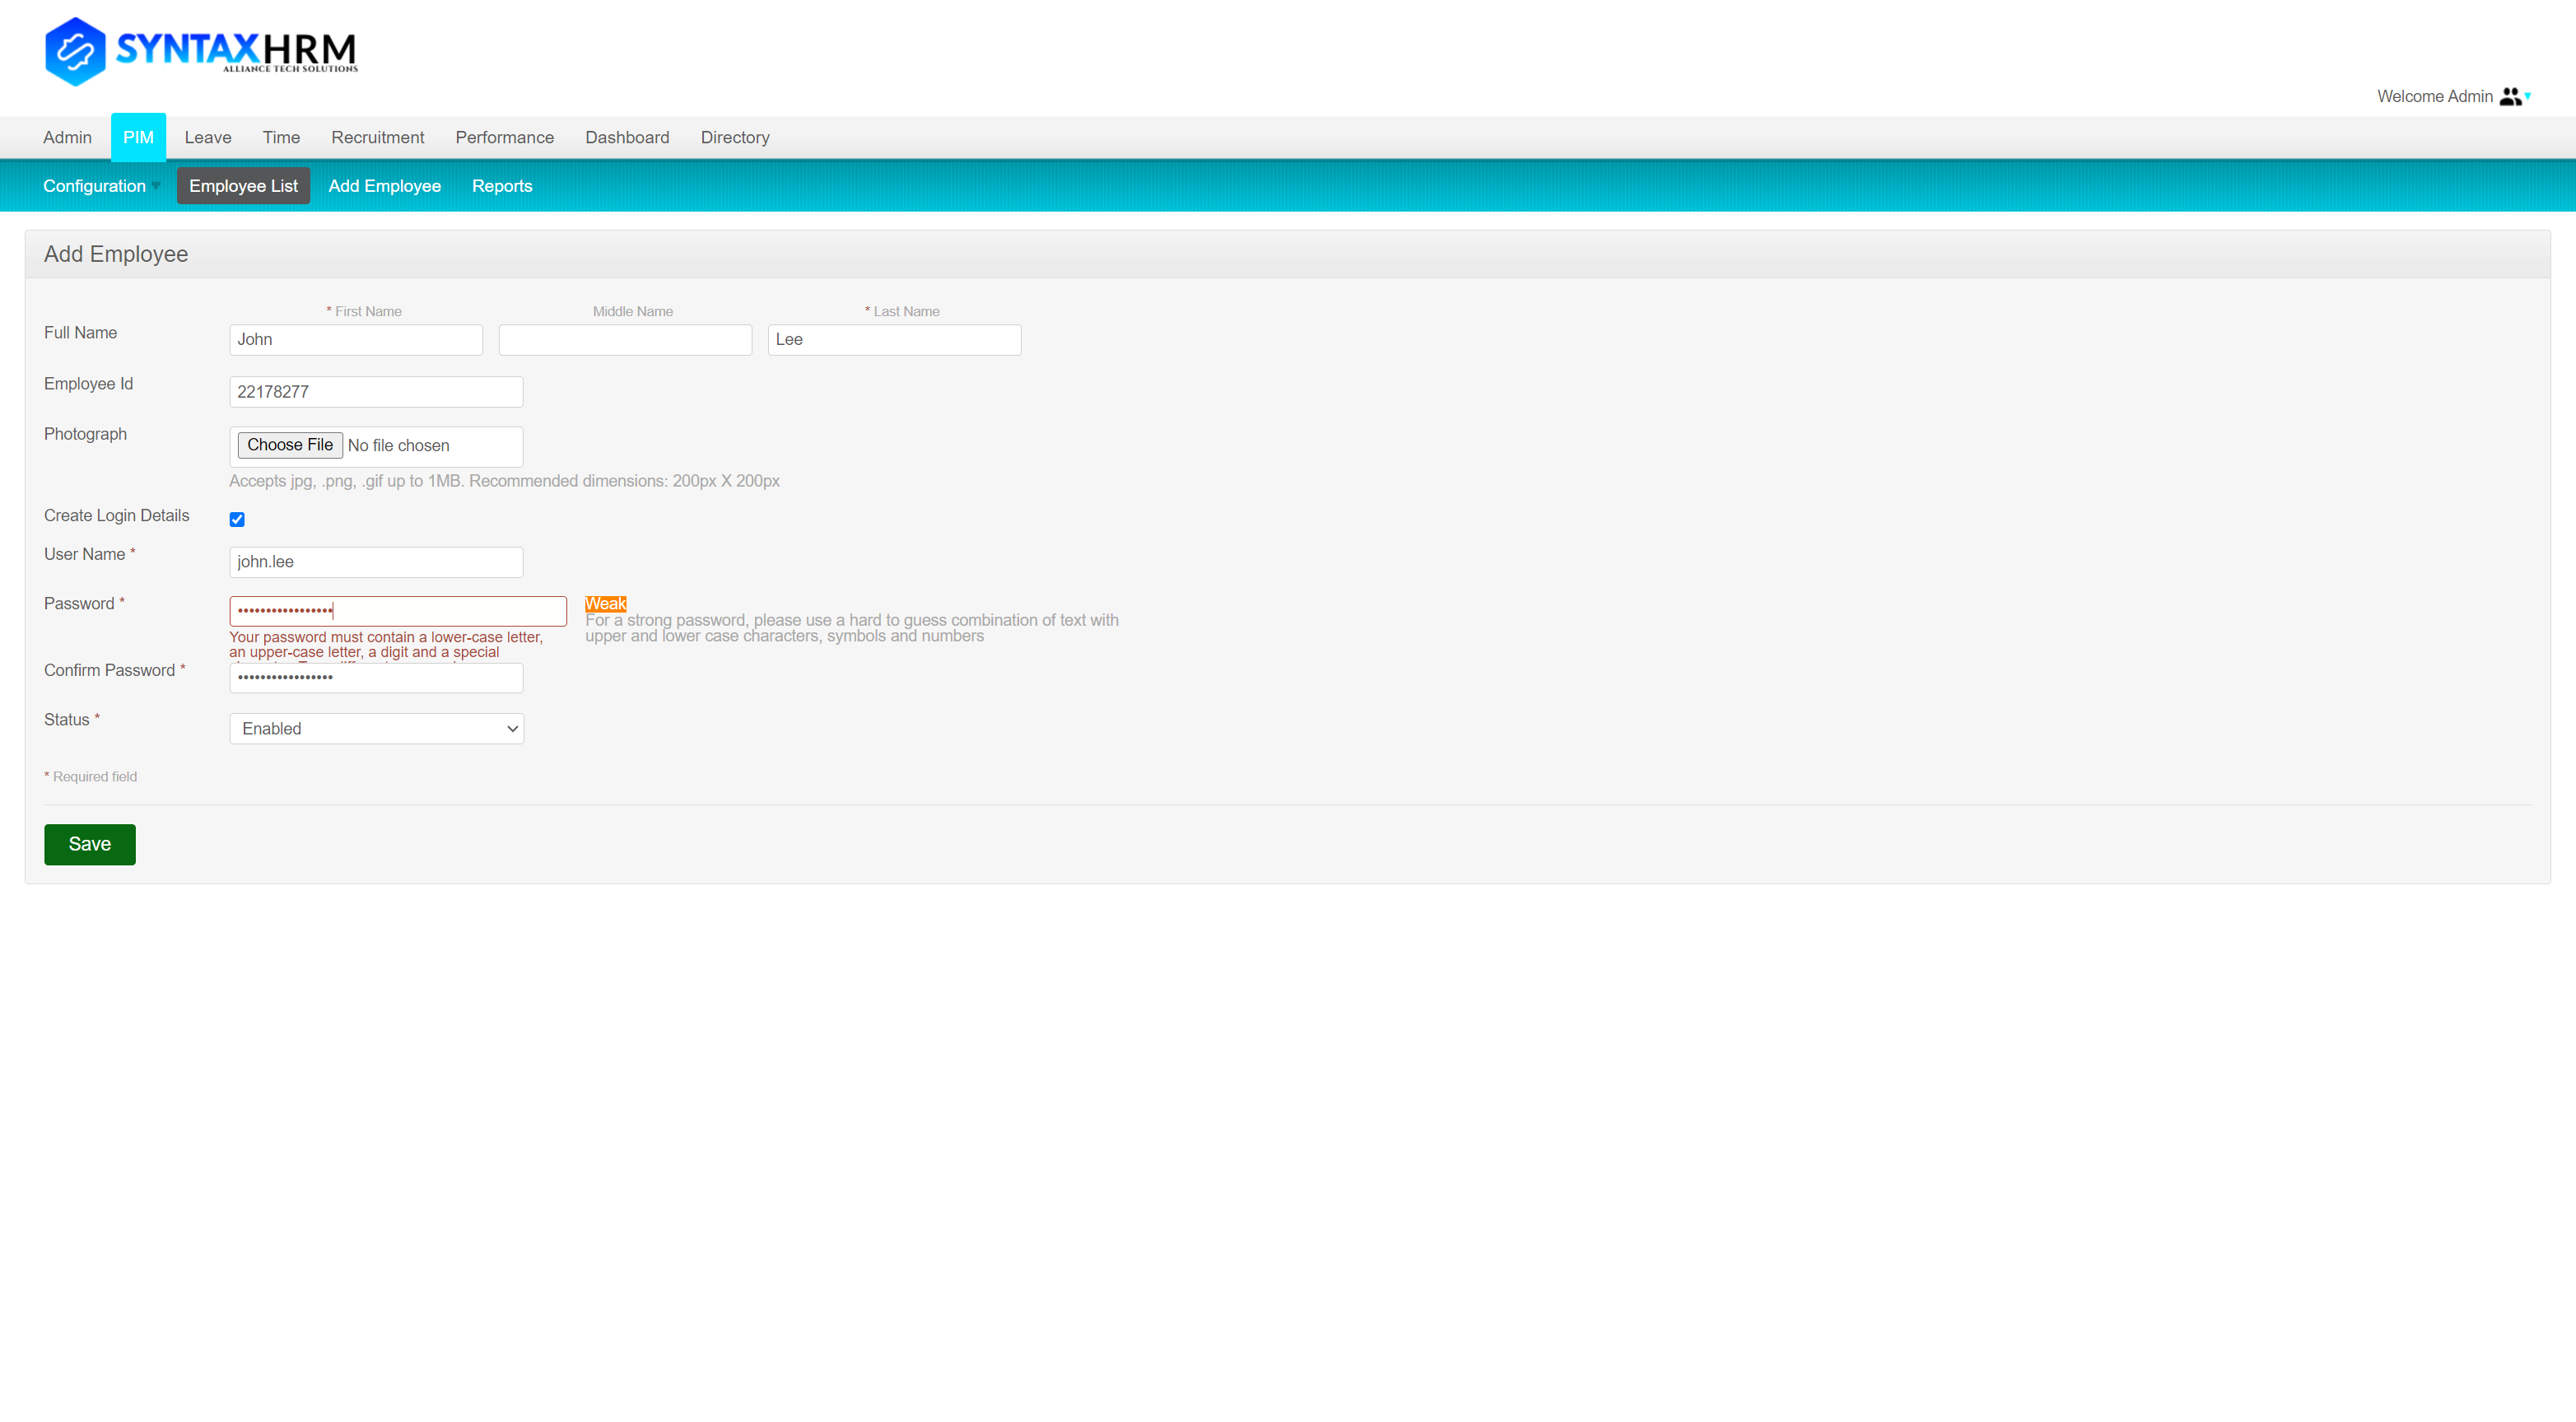 SYNTAXHRM
ALLIANCE TECH SOLUTIONS
Welcome Admin
Admin PIM Leave Time Recruitment Performance Dashboard Directory
Configuration Employee List Add Employee Reports
Add Employee
* First Name Middle Name * Last Name
Full Name John Lee
Employee Id 22178277
Photograph Choose File No file chosen
Accepts jpg, .png, .gif up to 1MB. Recommended dimensions: 200px X 200px
Create Login Details
User Name * john.lee
Password * ••••••••••••••••• Weak
For a strong password, please use a hard to guess combination of text with
upper and lower case characters, symbols and numbers
Your password must contain a lower-case letter,
an upper-case letter, a digit and a special
Confirm Password * •••••••••••••••••
Status * Enabled
* Required field
Save